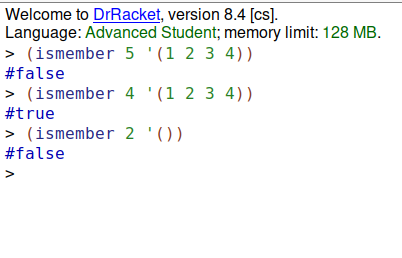 Welcome to DrRacket, version 8.4 [cs].
Language: Advanced Student; memory limit: 128 MB.
> (ismember 5 '(1 2 3 4))
#false
> (ismember 4 '(1 2 3 4))
#true
> (ismember 2 '())
#false
>